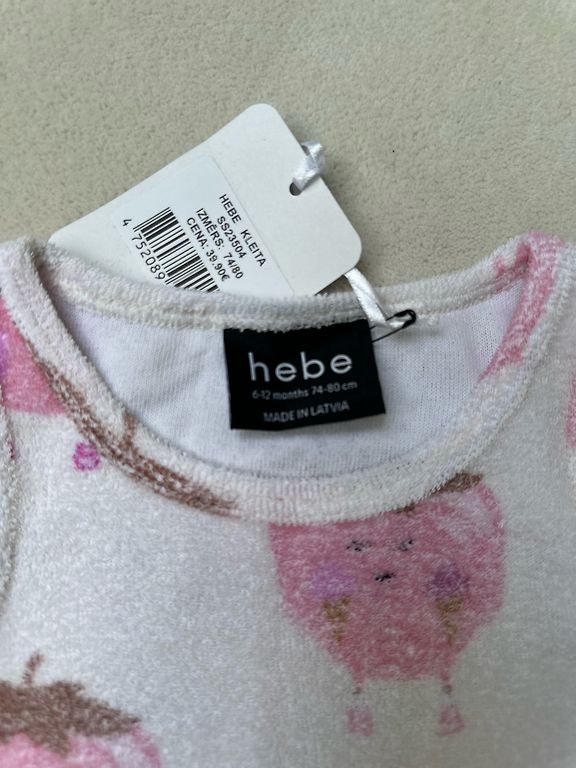 HEBE KLEITA
SS23504
IZMĒRS: 74/80
CENA: 39.90€
4 752089
hebe
6-12 months 74-80 cm
MADE IN LATVIA